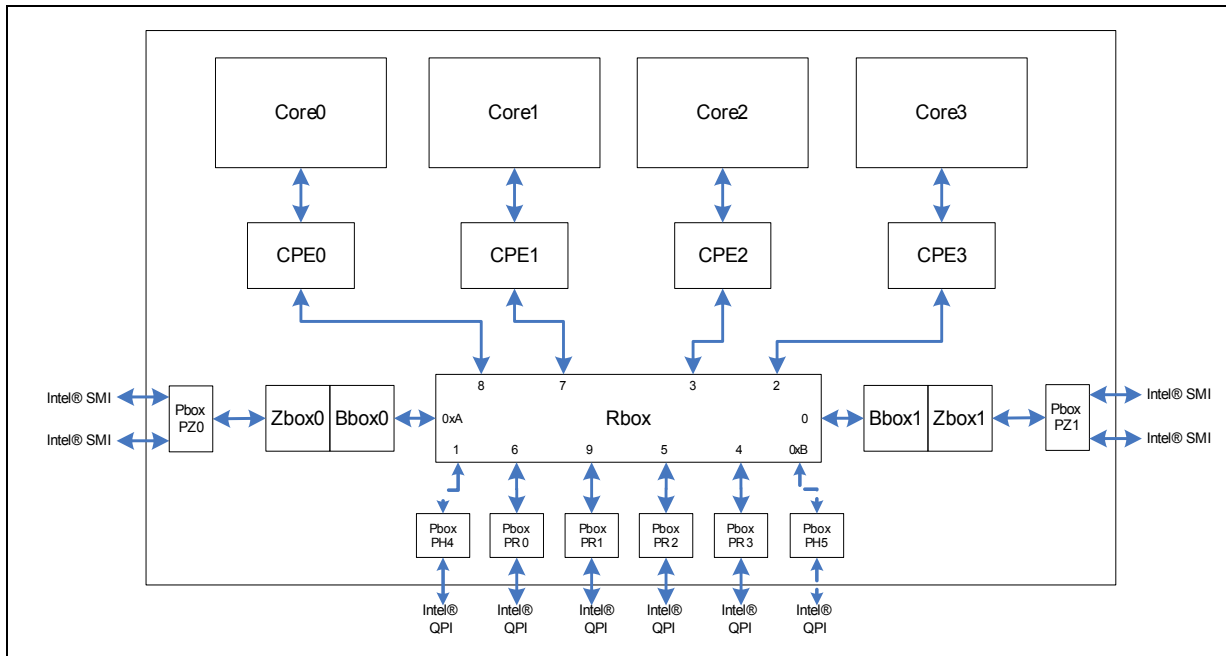 Core0
Core1
Core2
Core3
CPE0
CPE1
CPE2
CPE3
8
7
3
2
Intel® SMI
Intel® SMI
Pbox
PZ0
Zbox0
Bbox0
0xA
Rbox
0
Bbox1
Zbox1
Pbox
PZ1
Intel® SMI
Intel® SMI
1
6
9
5
4
0xB
Pbox
PH4
Pbox
PR0
Pbox
PR1
Pbox
PR2
Pbox
PR3
Pbox
PH5
Intel®
QPI
Intel®
QPI
Intel®
QPI
Intel®
QPI
Intel®
QPI
Intel®
QPI